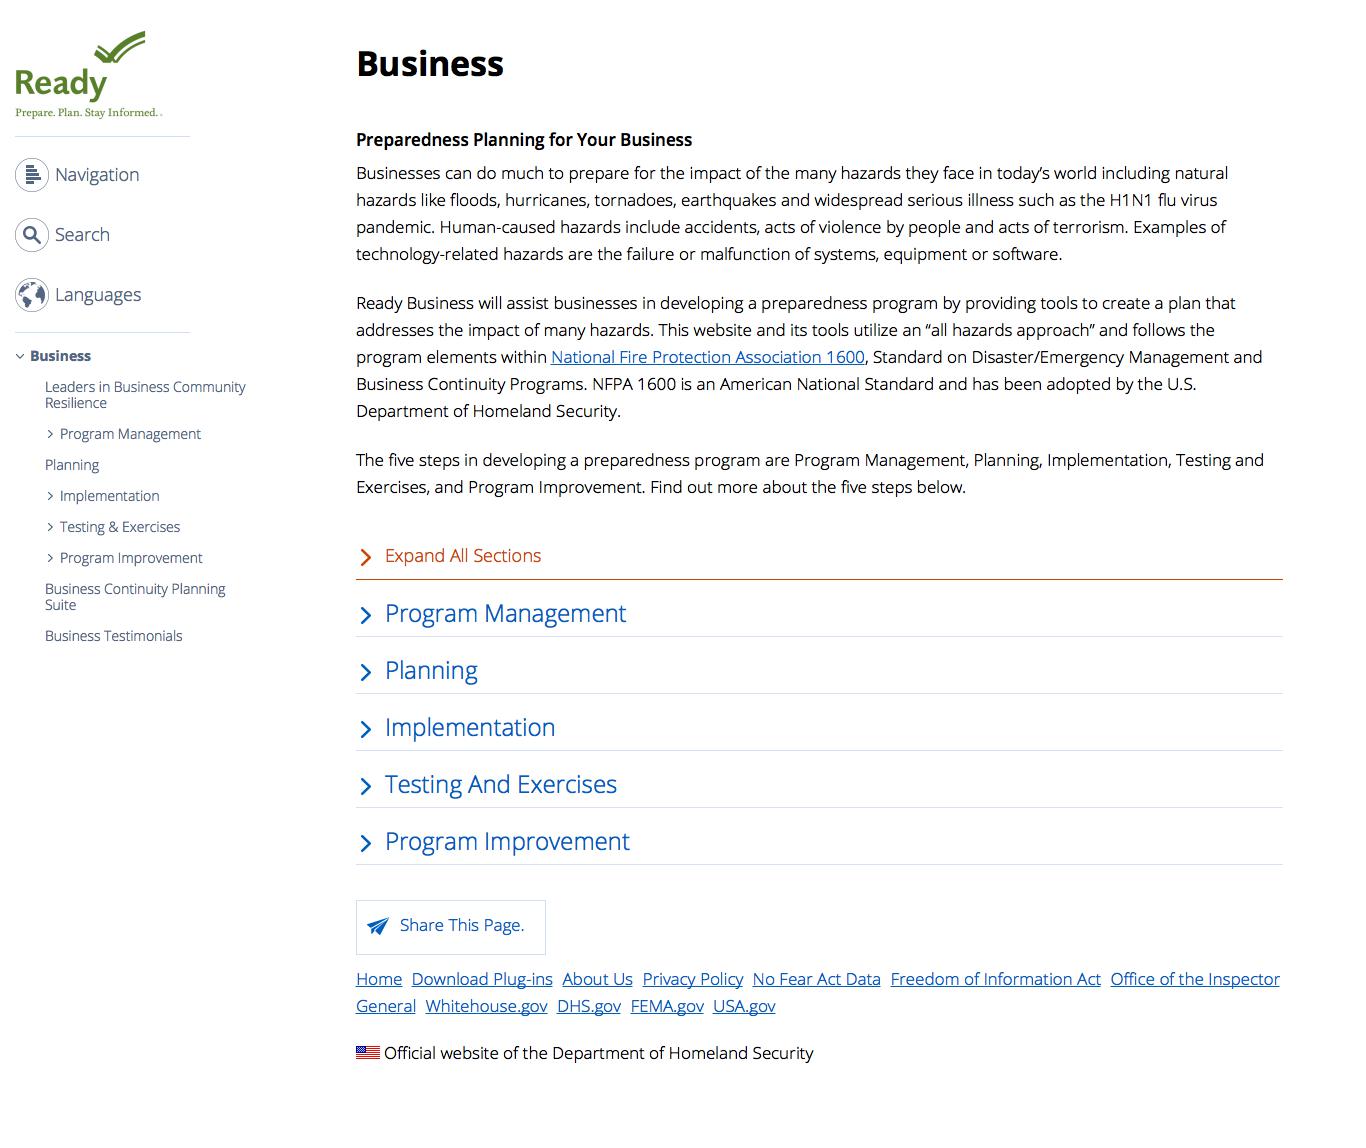 Ready
Prepare. Plan. Stay Informed.
Navigation
Search
Languages
Business
Leaders in Business Community
Resilience
Program Management
Planning
Implementation
Testing & Exercises
Program Improvement
Business Continuity Planning
Suite
Business Testimonials
Business
Preparedness Planning for Your Business
Businesses can do much to prepare for the impact of the many hazards they face in today’s world including natural
hazards like floods, hurricanes, tornadoes, earthquakes and widespread serious illness such as the H1N1 flu virus
pandemic. Human-caused hazards include accidents, acts of violence by people and acts of terrorism. Examples of
technology-related hazards are the failure or malfunction of systems, equipment or software.
Ready Business will assist businesses in developing a preparedness program by providing tools to create a plan that
addresses the impact of many hazards. This website and its tools utilize an “all hazards approach” and follows the
program elements within National Fire Protection Association 1600, Standard on Disaster/Emergency Management and
Business Continuity Programs. NFPA 1600 is an American National Standard and has been adopted by the U.S.
Department of Homeland Security.
The five steps in developing a preparedness program are Program Management, Planning, Implementation, Testing and
Exercises, and Program Improvement. Find out more about the five steps below.
Expand All Sections
Program Management
Planning
Implementation
Testing And Exercises
Program Improvement
Share This Page.
Home Download Plug-ins About Us Privacy Policy No Fear Act Data Freedom of Information Act Office of the Inspector
General Whitehouse.gov DHS.gov FEMA.gov USA.gov
Official website of the Department of Homeland Security